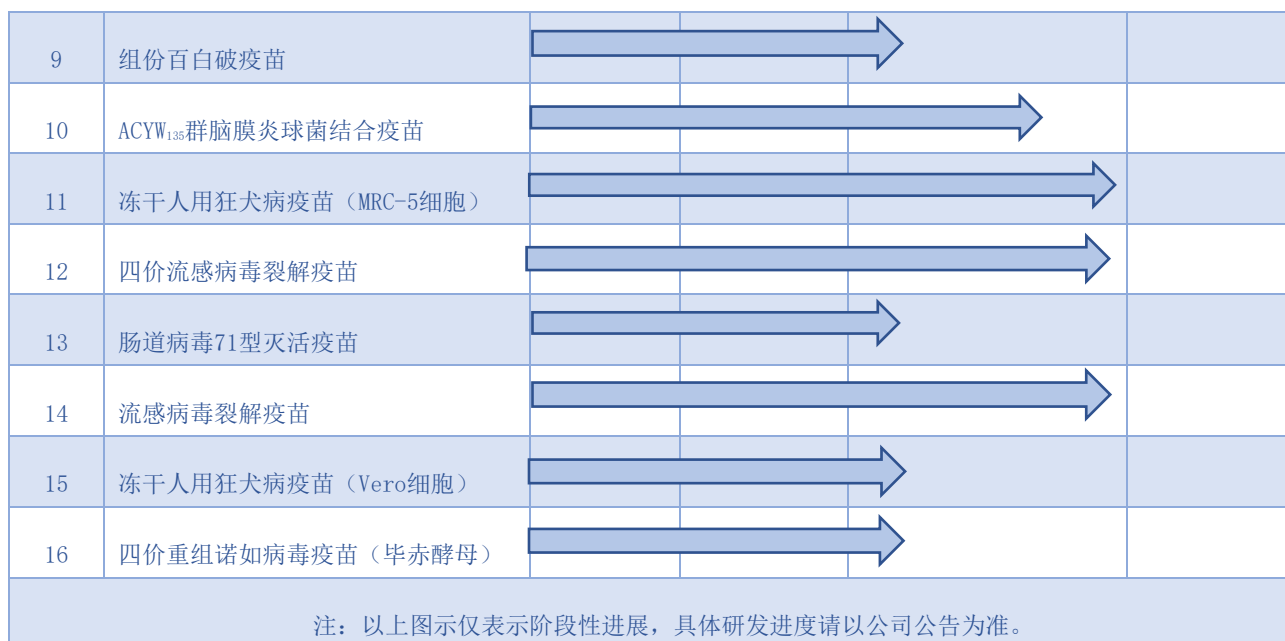 9 组份百白破疫苗
10 ACYW₁₃₅群脑膜炎球菌结合疫苗
11 冻干人用狂犬病疫苗（MRC-5细胞）
12 四价流感病毒裂解疫苗
13 肠道病毒71型灭活疫苗
14 流感病毒裂解疫苗
15 冻干人用狂犬病疫苗（Vero细胞）
16 四价重组诺如病毒疫苗（毕赤酵母）
注：以上图示仅表示阶段性进展，具体研发进度请以公司公告为准。